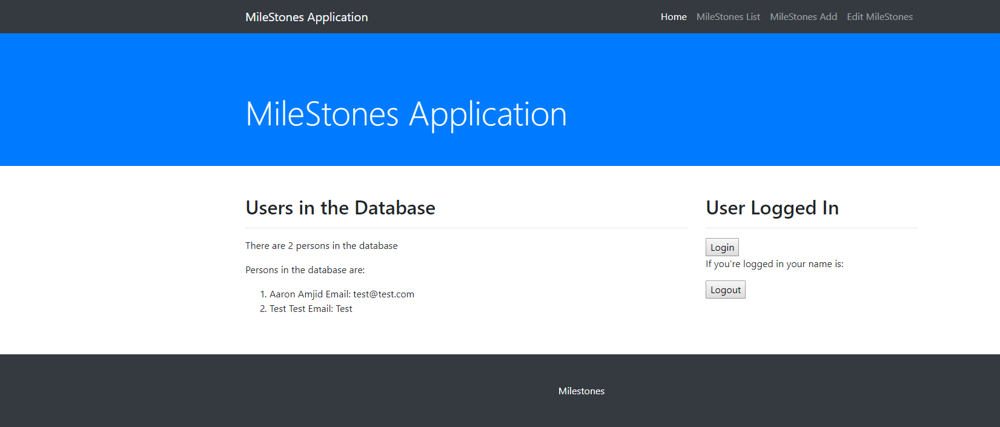 MileStones Application
Home MileStones List MileStones Add Edit MileStones
MileStones Application
Users in the Database
There are 2 persons in the database
Persons in the database are:
1. Aaron Amjid Email: test@test.com
2. Test Test Email: Test
User Logged In
Login
If you're logged in your name is:
Logout
Milestones